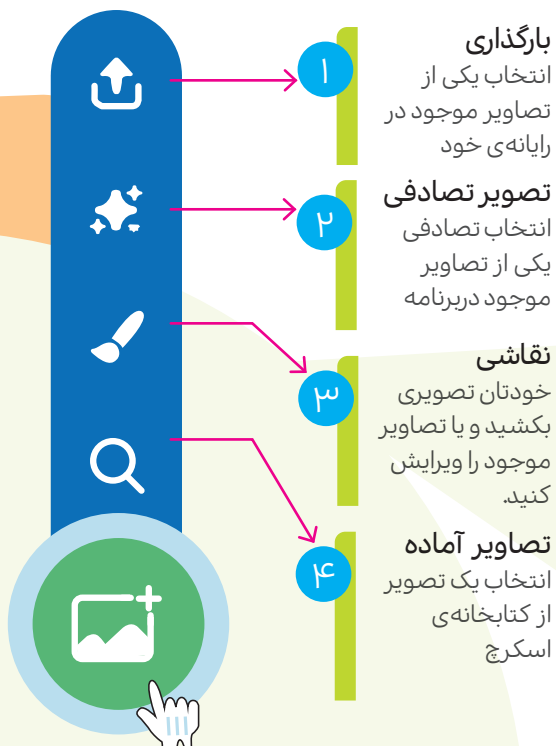 ۱
بارگذاری
انتخاب یکی از
تصاویر موجود در
رایانه‌ی خود
۲
تصویر تصادفی
انتخاب تصادفی
یکی از تصاویر
موجود دربرنامه
۳
نقاشی
خودتان تصویری
بکشید و یا تصاویر
موجود را ویرایش
کنید.
۴
تصاویر آماده
انتخاب یک تصویر
از کتابخانه‌ی
اسکرچ